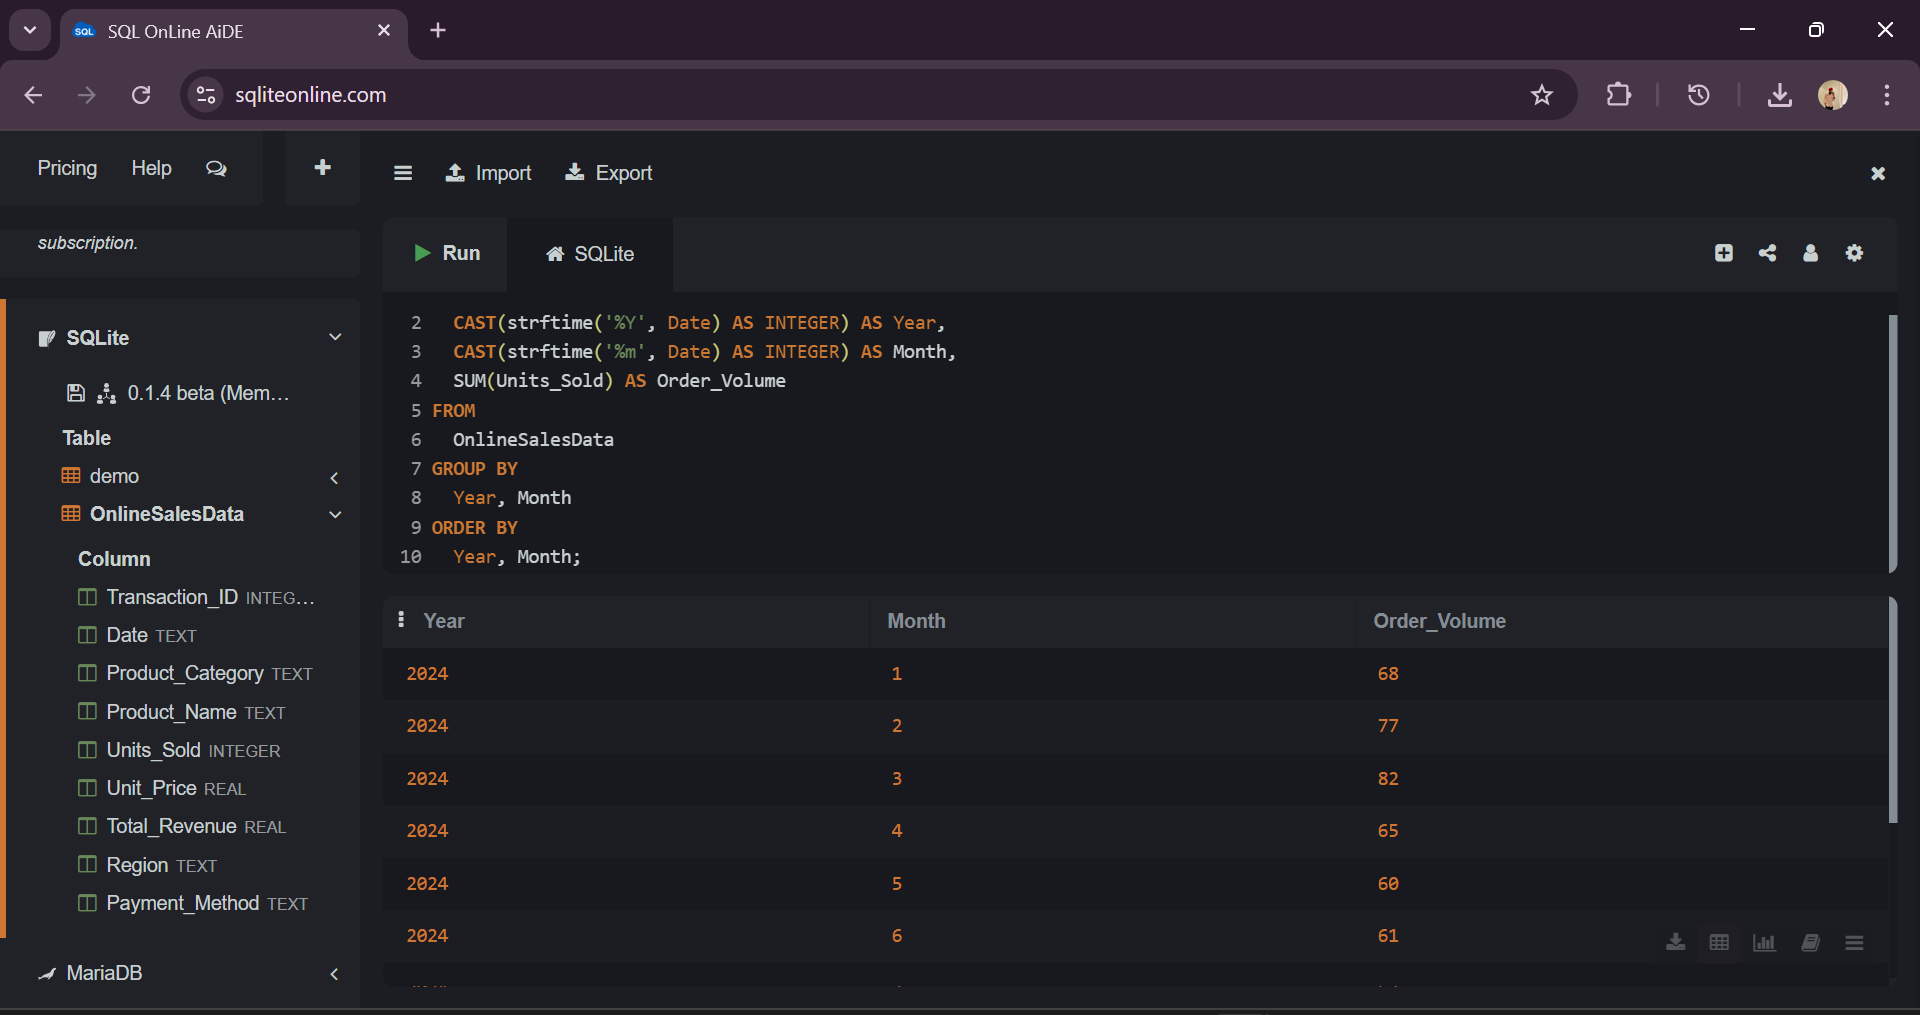 SQL OnLine AiDE
sqliteonline.com
Pricing Help
Import Export
subscription.
Run SQLite
SQLite
0.1.4 beta (Mem...
Table
demo
OnlineSalesData
Column
Transaction_ID INTEG...
Date TEXT
Product_Category TEXT
Product_Name TEXT
Units_Sold INTEGER
Unit_Price REAL
Total_Revenue REAL
Region TEXT
Payment_Method TEXT
MariaDB
2 CAST(strftime('%Y', Date) AS INTEGER) AS Year,
3 CAST(strftime('%m', Date) AS INTEGER) AS Month,
4 SUM(Units_Sold) AS Order_Volume
5 FROM
6 OnlineSalesData
7 GROUP BY
8 Year, Month
9 ORDER BY
10 Year, Month;
Year Month Order_Volume
2024 1 68
2024 2 77
2024 3 82
2024 4 65
2024 5 60
2024 6 61